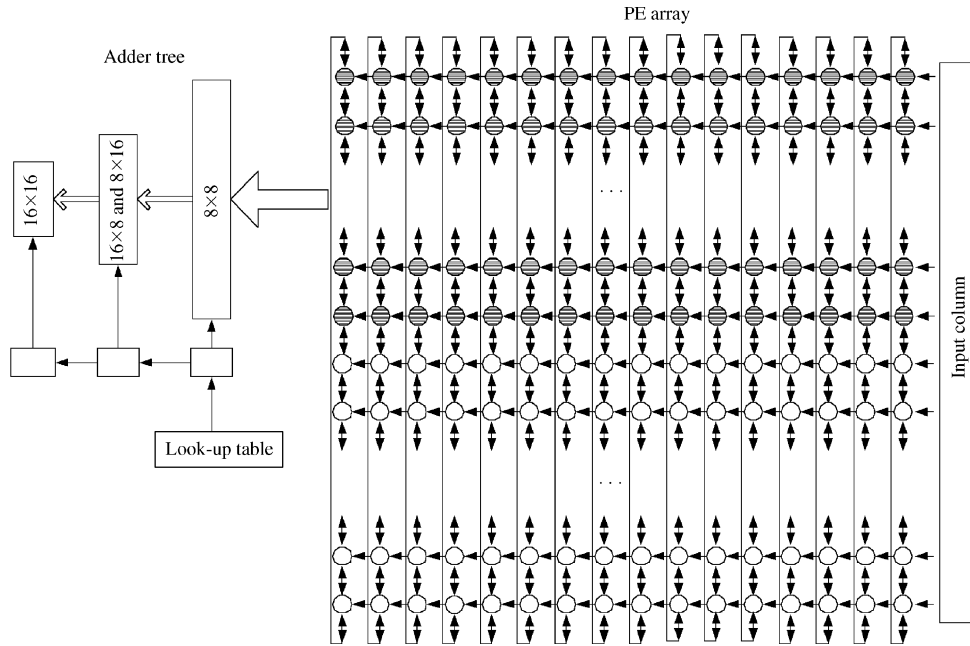 PE array
Adder tree
16×16
16×8 and 8×16
8×8
. . .
Input column
Look-up table
. . .